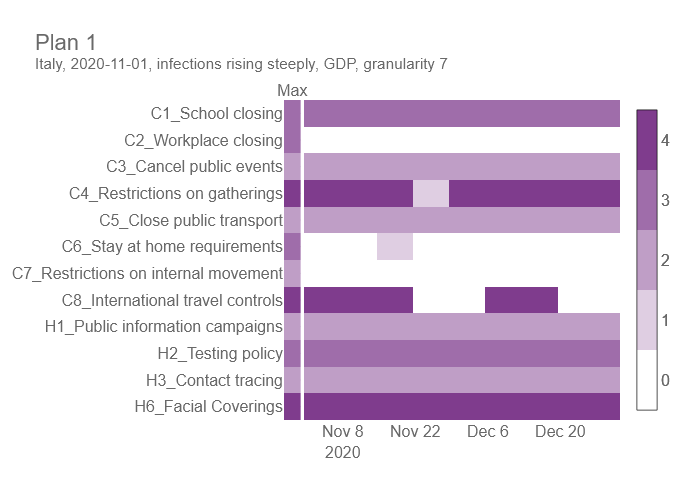 Plan 1
Italy, 2020-11-01, infections rising steeply, GDP, granularity 7
Max
C1_School closing
C2_Workplace closing
C3_Cancel public events
C4_Restrictions on gatherings
C5_Close public transport
C6_Stay at home requirements
C7_Restrictions on internal movement
C8_International travel controls
H1_Public information campaigns
H2_Testing policy
H3_Contact tracing
H6_Facial Coverings
Nov 8 Nov 22 Dec 6 Dec 20
2020
4
3
2
1
0